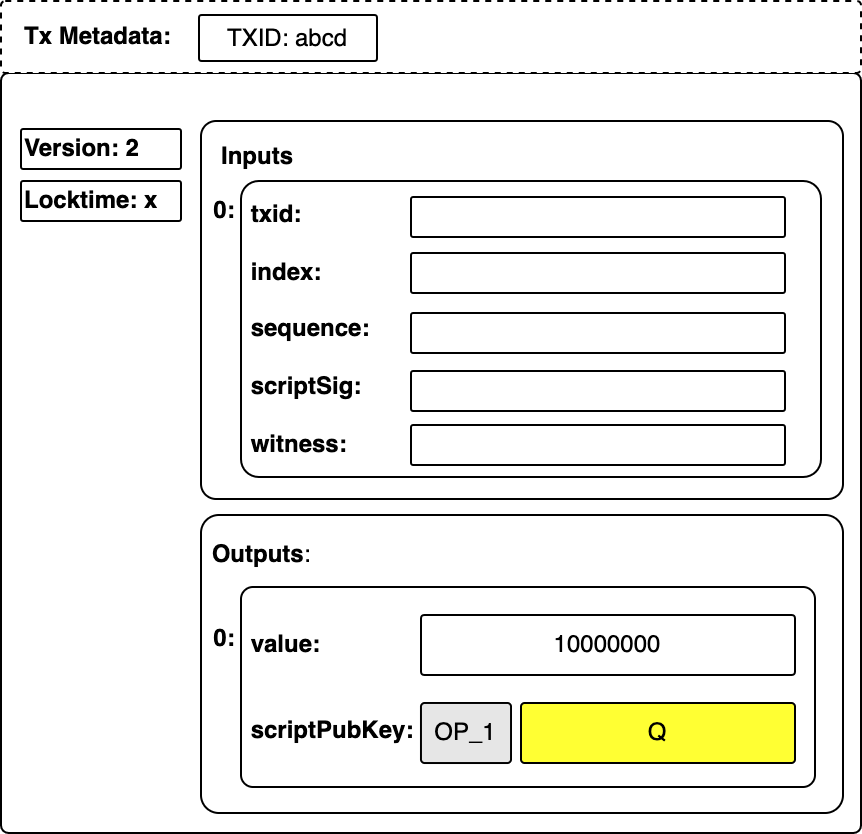 Tx Metadata: TXID: abcd
Version: 2
Locktime: x
Inputs
0: txid:
index:
sequence:
scriptSig:
witness:
Outputs:
0: value: 10000000
scriptPubKey: OP_1 Q